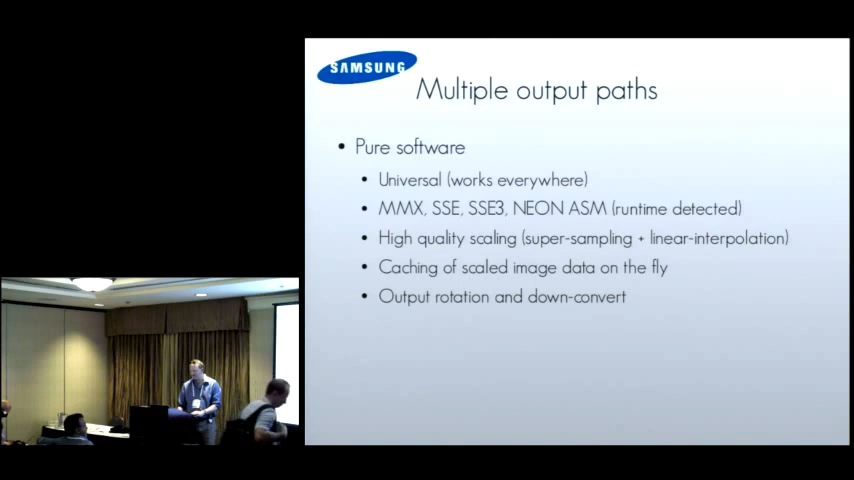 SAMSUNG
Multiple output paths
• Pure software
• Universal (works everywhere)
• MMX, SSE, SSE3, NEON ASM (runtime detected)
• High quality scaling (super-sampling + linear-interpolation)
• Caching of scaled image data on the fly
• Output rotation and down-convert